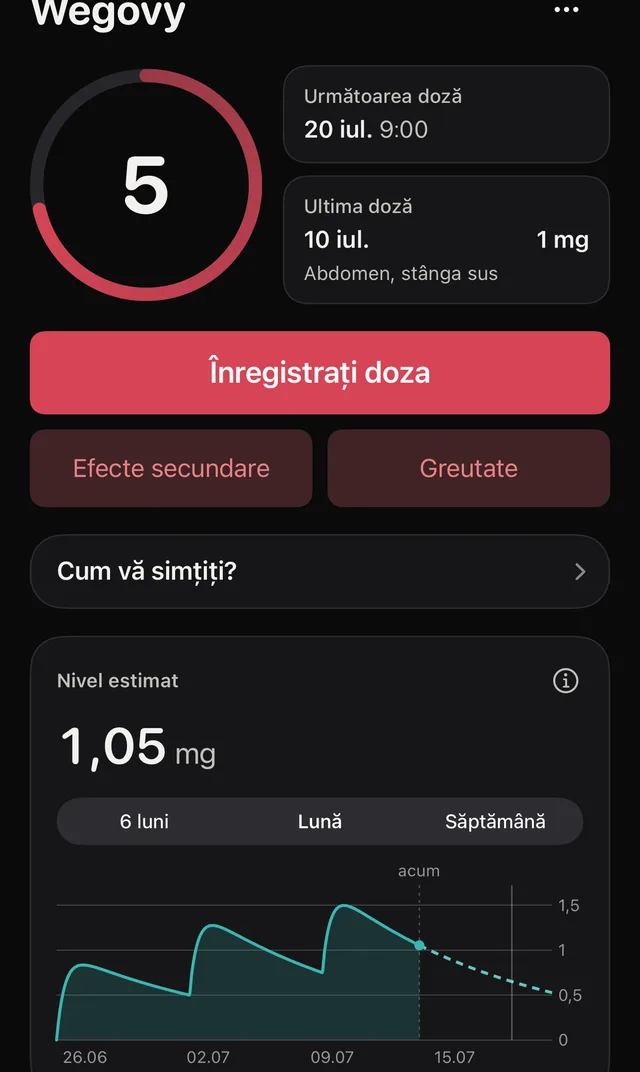 Wegovy
5
Următoarea doză
20 iul. 9:00
Ultima doză
10 iul. 1 mg
Abdomen, stânga sus
Înregistrați doza
Efecte secundare
Greutate
Cum vă simțiți?
Nivel estimat
1,05 mg
6 luni
Lună
Săptămână
acum
1,5
1
0,5
0
26.06
02.07
09.07
15.07